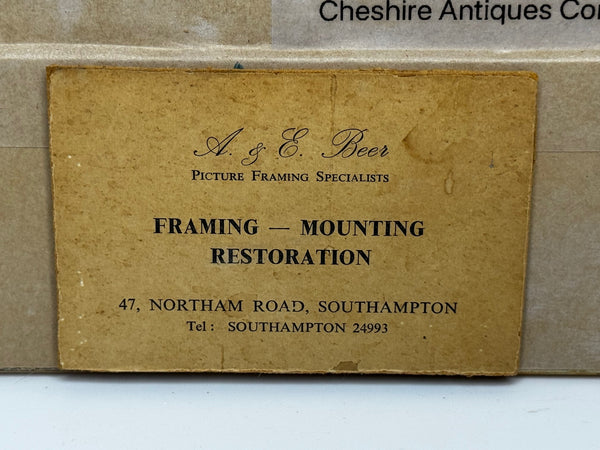 Cheshire Antiques Co
A. & E. Beer
PICTURE FRAMING SPECIALISTS
FRAMING — MOUNTING
RESTORATION
47, NORTHAM ROAD, SOUTHAMPTON
Tel: SOUTHAMPTON 24993